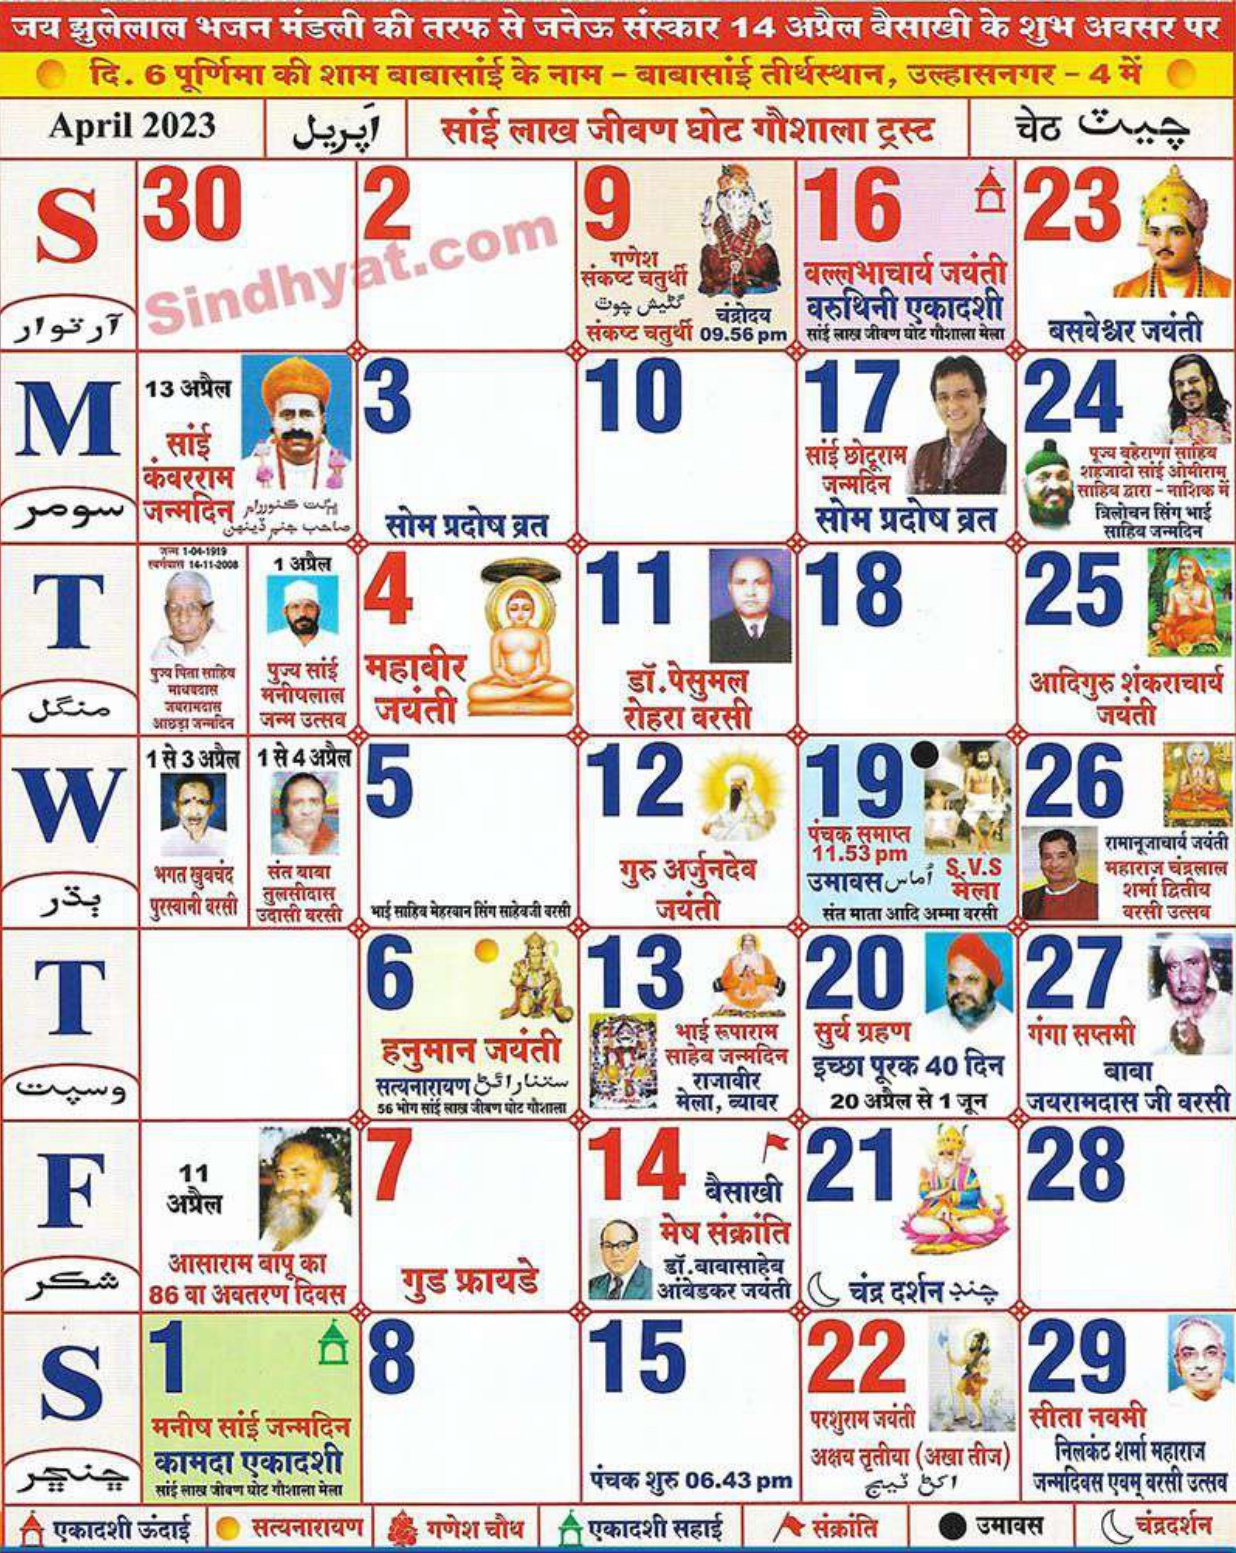 जय झुलेलाल भजन मंडली की तरफ से जनेऊ संस्कार 14 अप्रैल बैसाखी के शुभ अवसर पर
दि. 6 पूर्णिमा की शाम बाबासांई के नाम - बाबासांई तीर्थस्थान, उल्हासनगर - 4 में
April 2023
اَپريل
सांई लाख जीवण घोट गौशाला ट्रस्ट
चेठ چيٽ
S
آرتوار
30
2
Sindhyat.com
9
गणेश
संकष्ट चतुर्थी
گڻيش چوٿ
संकष्ट चतुर्थी
चंद्रोदय
09.56 pm
16
वल्लभाचार्य जयंती
वरुथिनी एकादशी
सांई लाख जीवण घोट गौशाला मेला
23
बसवेश्वर जयंती
M
سومر
13 अप्रैल
सांई
कंवरराम
जन्मदिन
ڀڳت ڪنوررام
صاحب جنم ڏينهن
3
सोम प्रदोष व्रत
10
17
सांई छोटूराम
जन्मदिन
सोम प्रदोष व्रत
24
पूज्य बहेराणा साहिब
शहजादो सांई ओमीराम
साहिब द्वारा - नाशिक में
त्रिलोचन सिंग भाई
साहिब जन्मदिन
T
منگل
जन्म 1-04-1919
स्वर्गवास 14-11-2008
पुज्य पिता साहिब
माधवदास
जयरामदास
आछड़ा जन्मदिन
1 अप्रैल
पुज्य सांई
मनीषलाल
जन्म उत्सव
4
महावीर
जयंती
11
डॉ.पेसुमल
रोहरा वरसी
18
25
आदिगुरु शंकराचार्य
जयंती
W
ٻڌر
1 से 3 अप्रैल
भगत खुबचंद
पुरस्वानी वरसी
1 से 4 अप्रैल
संत बाबा
तुलसीदास
उदासी वरसी
5
भाई साहिब मेहरबान सिंग साहेबजी वरसी
12
गुरु अर्जुनदेव
जयंती
19
पंचक समाप्त
11.53 pm
उमावस أماس
S.V.S
मेला
संत माता आदि अम्मा वरसी
26
रामानूजाचार्य जयंती
महाराज चंद्रलाल
शर्मा द्वितीय
वरसी उत्सव
T
وسپت
6
हनुमान जयंती
सत्यनारायण ستنارائڻ
56 भोग सांई लाख जीवण घोट गौशाला
13
भाई रूपाराम
साहेब जन्मदिन
राजावीर
मेला, ब्यावर
20
सुर्य ग्रहण
इच्छा पूरक 40 दिन
20 अप्रैल से 1 जून
27
गंगा सप्तमी
बाबा
जयरामदास जी वरसी
F
شڪر
11
अप्रैल
आसाराम बापू का
86 वा अवतरण दिवस
7
गुड फ्रायडे
14
बैसाखी
मेष संक्रांति
डॉ.बाबासाहेब
आंबेडकर जयंती
21
चंद्र दर्शन چنڊ
28
S
ڇنڇر
1
मनीष सांई जन्मदिन
कामदा एकादशी
सांई लाख जीवण घोट गौशाला मेला
8
15
पंचक शुरु 06.43 pm
22
परशुराम जयंती
अक्षय तृतीया (अखा तीज)
اکڻ ٽيج
29
सीता नवमी
निलकंठ शर्मा महाराज
जन्मदिवस एवम् वरसी उत्सव
एकादशी ऊंदाई
सत्यनारायण
गणेश चौथ
एकादशी सहाई
संक्रांति
उमावस
चंद्रदर्शन